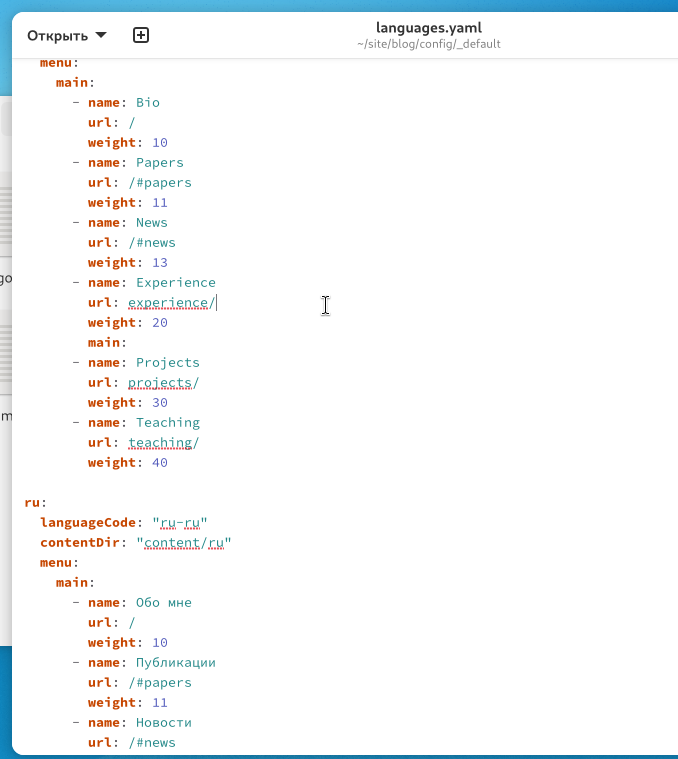 Открыть
languages.yaml
~/site/blog/config/_default
menu:
main:
- name: Bio
url: /
weight: 10
- name: Papers
url: /#papers
weight: 11
- name: News
url: /#news
weight: 13
- name: Experience
url: experience/
weight: 20
main:
- name: Projects
url: projects/
weight: 30
- name: Teaching
url: teaching/
weight: 40
ru:
languageCode: "ru-ru"
contentDir: "content/ru"
menu:
main:
- name: Обо мне
url: /
weight: 10
- name: Публикации
url: /#papers
weight: 11
- name: Новости
url: /#news